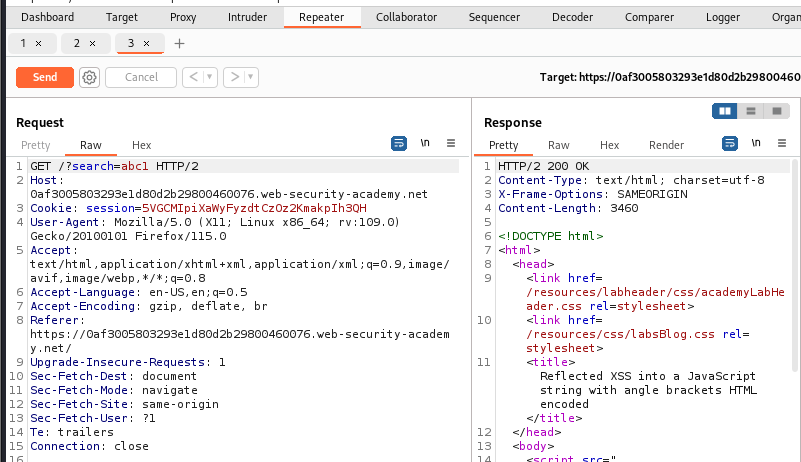 Dashboard Target Proxy Intruder Repeater Collaborator Sequencer Decoder Comparer Logger Organ
1 × 2 × 3 × +
Send Cancel < > Target: https://0af3005803293e1d80d2b29800460
Request
Pretty Raw Hex \n
1 GET /?search=abc1 HTTP/2
2 Host:
0af3005803293e1d80d2b29800460076.web-security-academy.net
3 Cookie: session=5VGCMIpiXaWyFyzdtCzOz2KmakpIh3QH
4 User-Agent: Mozilla/5.0 (X11; Linux x86_64; rv:109.0)
Gecko/20100101 Firefox/115.0
5 Accept:
text/html,application/xhtml+xml,application/xml;q=0.9,image/
avif,image/webp,*/*;q=0.8
6 Accept-Language: en-US,en;q=0.5
7 Accept-Encoding: gzip, deflate, br
8 Referer:
https://0af3005803293e1d80d2b29800460076.web-security-academ
y.net/
9 Upgrade-Insecure-Requests: 1
10 Sec-Fetch-Dest: document
11 Sec-Fetch-Mode: navigate
12 Sec-Fetch-Site: same-origin
13 Sec-Fetch-User: ?1
14 Te: trailers
15 Connection: close
16
Response
Pretty Raw Hex Render \n
1 HTTP/2 200 OK
2 Content-Type: text/html; charset=utf-8
3 X-Frame-Options: SAMEORIGIN
4 Content-Length: 3460
5
6 <!DOCTYPE html>
7 <html>
8 <head>
9 <link href=
/resources/labheader/css/academyLabHe
ader.css rel=stylesheet>
10 <link href=
/resources/css/labsBlog.css rel=
stylesheet>
11 <title>
Reflected XSS into a JavaScript
string with angle brackets HTML
encoded
</title>
12 </head>
13 <body>
14 <script src="